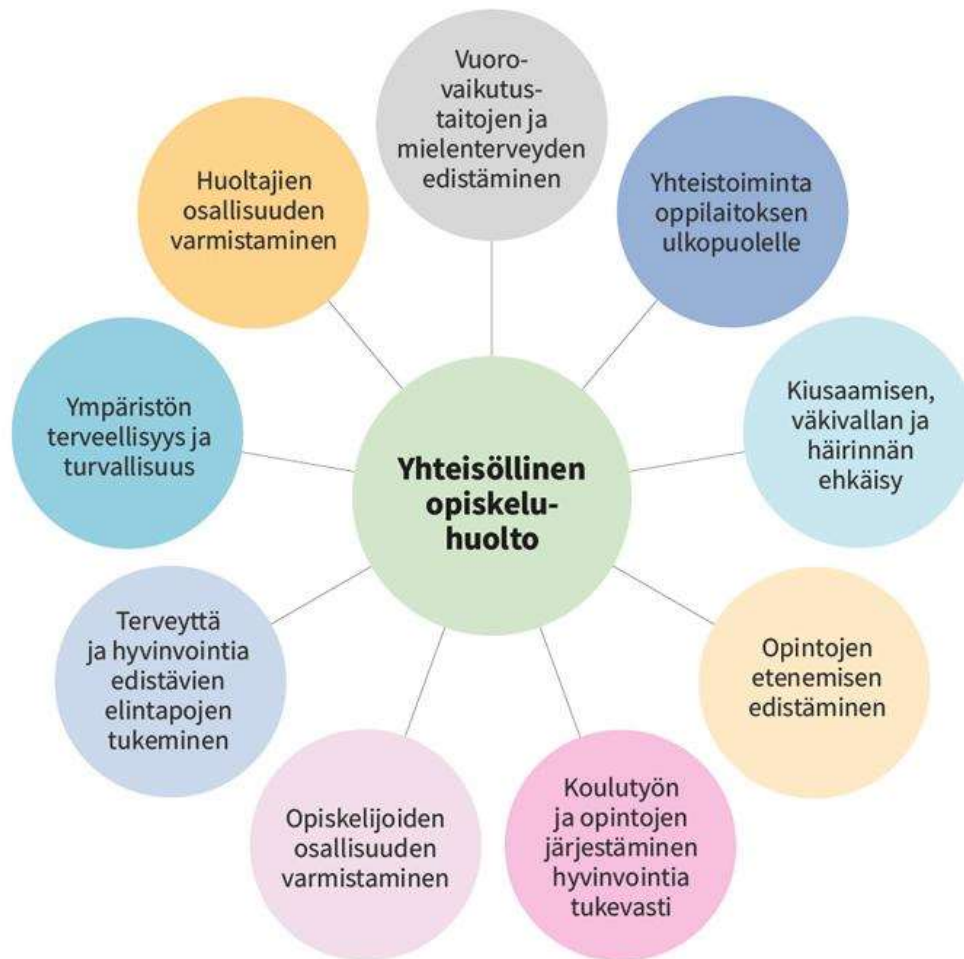 Vuoro-
vaikutus-
taitojen ja
mielenterveyden
edistäminen
Yhteistoiminta
oppilaitoksen
ulkopuolelle
Kiusaamisen,
väkivallan ja
häirinnän
ehkäisy
Opintojen
etenemisen
edistäminen
Koulutyön
ja opintojen
järjestäminen
hyvinvointia
tukevasti
Opiskelijoiden
osallisuuden
varmistaminen
Terveyttä
ja hyvinvointia
edistävien
elintapojen
tukeminen
Ympäristön
terveellisyys ja
turvallisuus
Huoltajien
osallisuuden
varmistaminen
Yhteisöllinen
opiskelu-
huolto